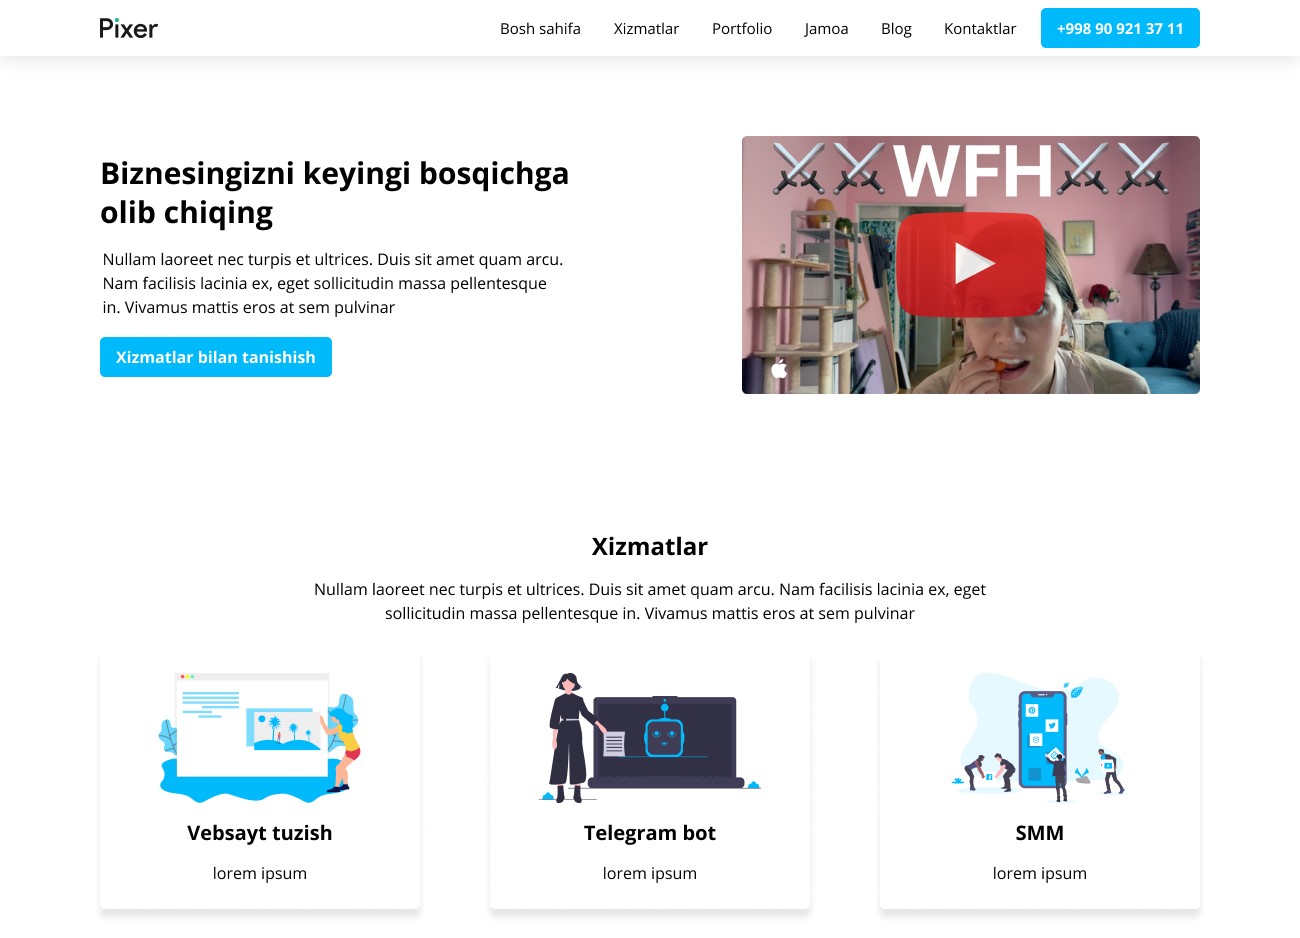 Pixer
Bosh sahifa
Xizmatlar
Portfolio
Jamoa
Blog
Kontaktlar
+998 90 921 37 11
Biznesingizni keyingi bosqichga
olib chiqing
Nullam laoreet nec turpis et ultrices. Duis sit amet quam arcu.
Nam facilisis lacinia ex, eget sollicitudin massa pellentesque
in. Vivamus mattis eros at sem pulvinar
Xizmatlar bilan tanishish
WFH
Xizmatlar
Nullam laoreet nec turpis et ultrices. Duis sit amet quam arcu. Nam facilisis lacinia ex, eget
sollicitudin massa pellentesque in. Vivamus mattis eros at sem pulvinar
Vebsayt tuzish
lorem ipsum
Telegram bot
lorem ipsum
SMM
lorem ipsum